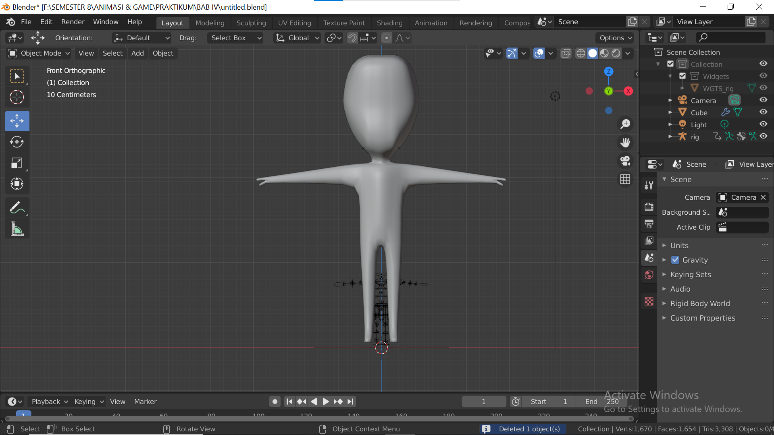 Blender* [F:\SEMESTER 6\ANIMASI & GAME\PRAKTIKUM\BAB IV\untitled.blend]
File Edit Render Window Help Layout Modeling Sculpting UV Editing Texture Paint Shading Animation Rendering Compos Scene View Layer
Orientation: Default Drag: Select Box Global Options
Object Mode View Select Add Object
Front Orthographic
(1) Collection
10 Centimeters
Z
X
Y
Scene Collection
Collection
Widgets
WGTS_rig
Camera
Cube
Light
rig
Scene View Layer
Scene
Camera Camera
Background S..
Active Clip
Units
Gravity
Keying Sets
Audio
Rigid Body World
Custom Properties
Playback Keying View Marker 1 Start 1 End 250
Activate Windows
Go to Settings to activate Windows.
Select Box Select Rotate View Object Context Menu Deleted 1 object(s) Collection | Verts:1,670 | Faces:1,654 | Tris:3,308 | Objects:0/4